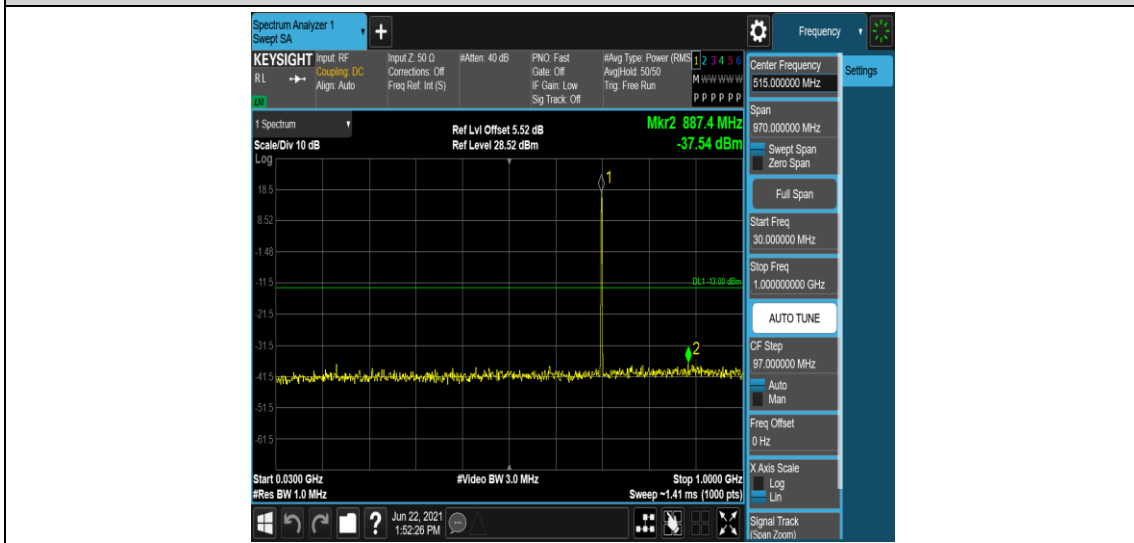 Spectrum Analyzer 1
Swept SA
+
Frequency
KEYSIGHT
RL
LXI
Input: RF
Coupling: DC
Align: Auto
Input Z: 50 Ω
Corrections: Off
Freq Ref: Int (S)
#Atten: 40 dB
PNO: Fast
Gate: Off
IF Gain: Low
Sig Track: Off
#Avg Type: Power (RMS
Avg|Hold: 50/50
Trig: Free Run
1 2 3 4 5 6
M W W W W W
P P P P P P
1 Spectrum
Scale/Div 10 dB
Log
Ref Lvl Offset 5.52 dB
Ref Level 28.52 dBm
Mkr2 887.4 MHz
-37.54 dBm
1
18.5
8.52
-1.48
-11.5
DL1 -13.00 dBm
-21.5
-31.5
2
-41.5
-51.5
-61.5
Start 0.0300 GHz
#Res BW 1.0 MHz
#Video BW 3.0 MHz
Stop 1.0000 GHz
Sweep ~1.41 ms (1000 pts)
?
Jun 22, 2021
1:52:26 PM
Center Frequency
515.000000 MHz
Settings
Span
970.000000 MHz
Swept Span
Zero Span
Full Span
Start Freq
30.000000 MHz
Stop Freq
1.000000000 GHz
AUTO TUNE
CF Step
97.000000 MHz
Auto
Man
Freq Offset
0 Hz
X Axis Scale
Log
Lin
Signal Track
(Span Zoom)